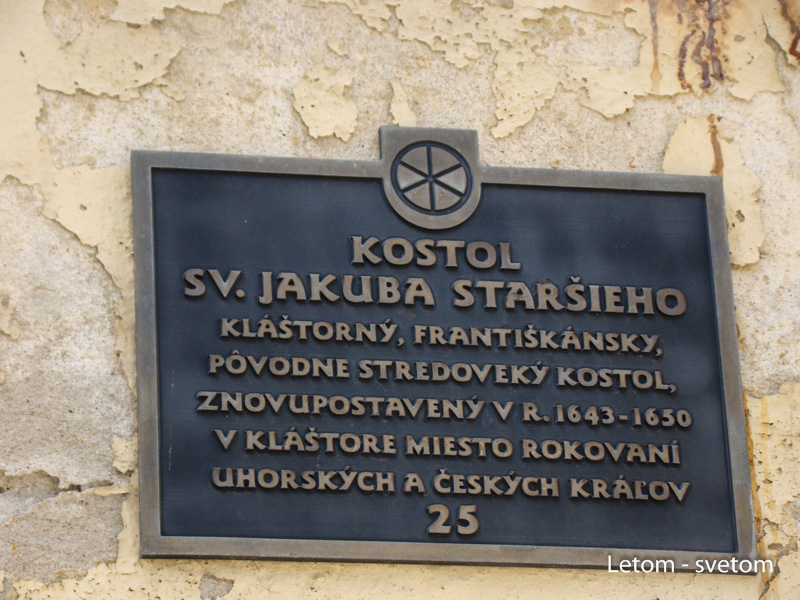 KOSTOL
SV. JAKUBA STARŠIEHO
KLÁŠTORNÝ, FRANTIŠKÁNSKY,
PÔVODNE STREDOVEKÝ KOSTOL,
ZNOVUPOSTAVENÝ V R. 1643-1650
V KLÁŠTORE MIESTO ROKOVANÍ
UHORSKÝCH A ČESKÝCH KRÁĽOV
25
Letom - svetom